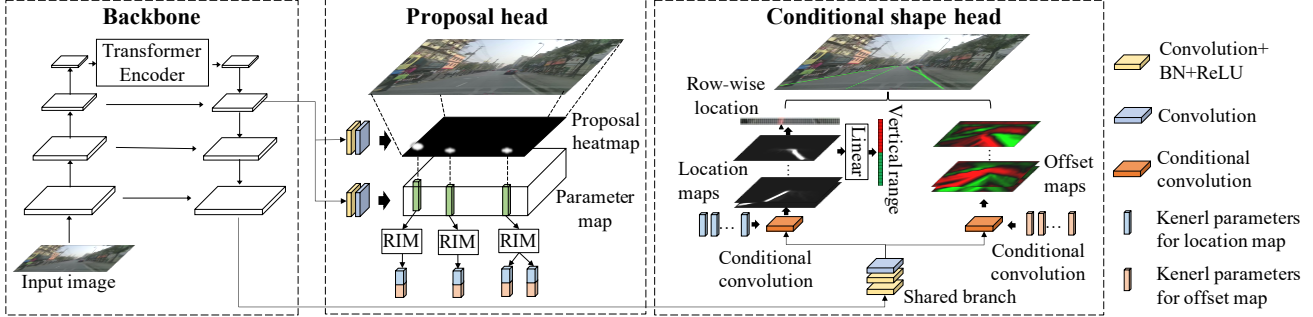 Backbone
Transformer
Encoder
Input image
Proposal head
Proposal
heatmap
Parameter
map
RIM
RIM
RIM
Conditional shape head
Row-wise
location
Location
maps
Linear
Vertical range
Offset
maps
Conditional
convolution
Shared branch
Conditional
convolution
Convolution+
BN+ReLU
Convolution
Conditional
convolution
Kenerl parameters
for location map
Kenerl parameters
for offset map